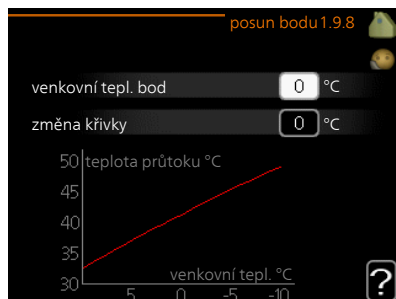 posun bodu 1.9.8
venkovní tepl. bod 0 °C
změna křivky 0 °C
50 teplota průtoku °C
45
40
35
30
venkovní tepl. °C
5 0 -5 -10
?